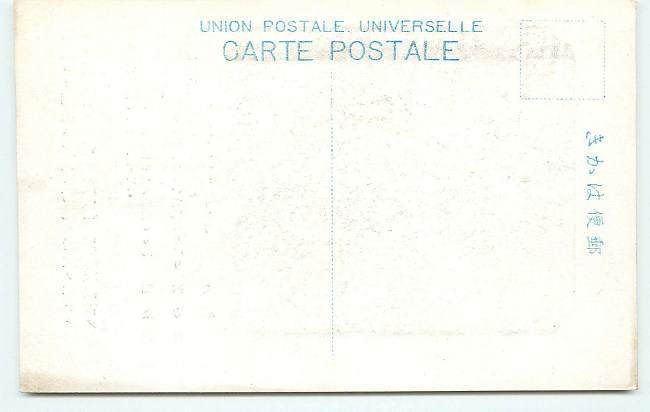 UNION POSTALE UNIVERSELLE
CARTE POSTALE
きかは便郵